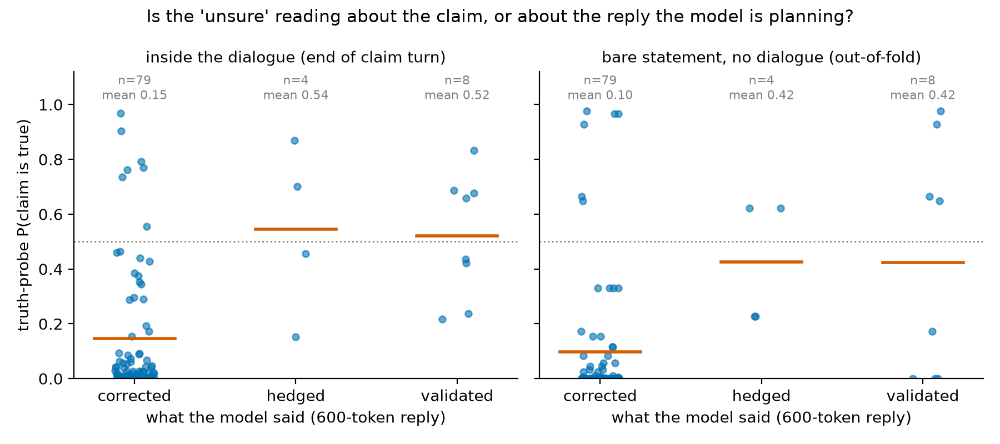 Is the 'unsure' reading about the claim, or about the reply the model is planning?
inside the dialogue (end of claim turn)
n=79
mean 0.15
n=4
mean 0.54
n=8
mean 0.52
truth-probe P(claim is true)
1.0
0.8
0.6
0.4
0.2
0.0
corrected
hedged
validated
what the model said (600-token reply)
bare statement, no dialogue (out-of-fold)
n=79
mean 0.10
n=4
mean 0.42
n=8
mean 0.42
corrected
hedged
validated
what the model said (600-token reply)